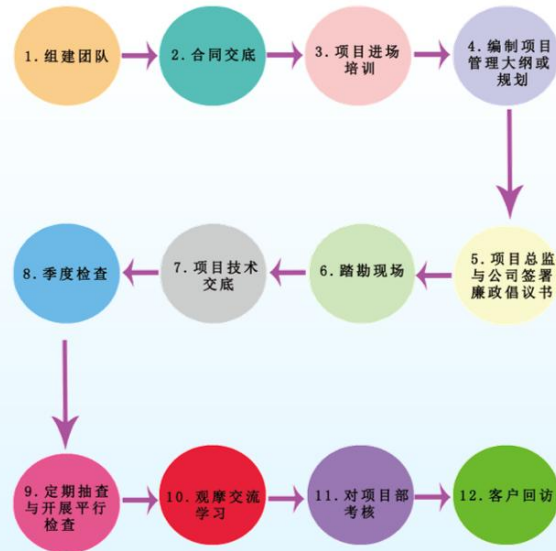 1. 组建团队
2. 合同交底
3. 项目进场
培训
4. 编制项目
管理大纲或
规划
5. 项目总监
与公司签署
廉政倡议书
6. 踏勘现场
7. 项目技术
交底
8. 季度检查
9. 定期抽查
与开展平行
检查
10. 观摩交流
学习
11. 对项目部
考核
12. 客户回访